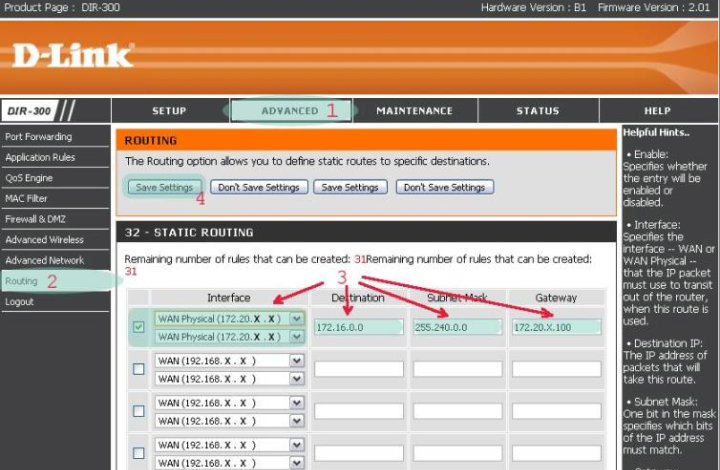 Product Page : DIR-300 Hardware Version : B1 Firmware Version : 2.01
D-Link
DIR-300 SETUP ADVANCED 1 MAINTENANCE STATUS HELP
Port Forwarding
Application Rules
QoS Engine
MAC Filter
Firewall & DMZ
Advanced Wireless
Advanced Network
Routing 2
Logout
ROUTING
The Routing option allows you to define static routes to specific destinations.
Save Settings Don't Save Settings Save Settings Don't Save Settings
4
32 - STATIC ROUTING
Remaining number of rules that can be created: 31Remaining number of rules that can be created:
31
3
Interface Destination Subnet Mask Gateway
WAN Physical (172.20.X.X)
WAN Physical (172.20.X.X)
172.16.0.0 255.240.0.0 172.20.X.100
WAN (192.168. X . X )
WAN (192.168. X . X )
WAN (192.168. X . X )
WAN (192.168. X . X )
WAN (192.168. X . X )
WAN (192.168. X . X )
Helpful Hints..
• Enable:
Specifies whether
the entry will be
enabled or
disabled.
• Interface:
Specifies the
interface -- WAN or
WAN Physical --
that the IP packet
must use to transit
out of the router,
when this route is
used.
• Destination IP:
The IP address of
packets that will
take this route.
• Subnet Mask:
One bit in the mask
specifies which bits
of the IP address
must match.